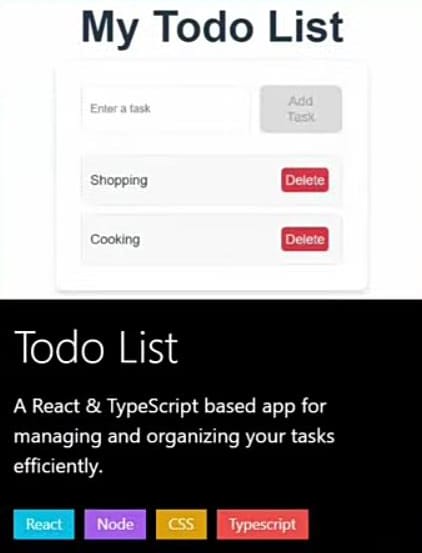 My Todo List
Enter a task
Add
Task
Shopping
Delete
Cooking
Delete
Todo List
A React & TypeScript based app for
managing and organizing your tasks
efficiently.
React Node CSS Typescript